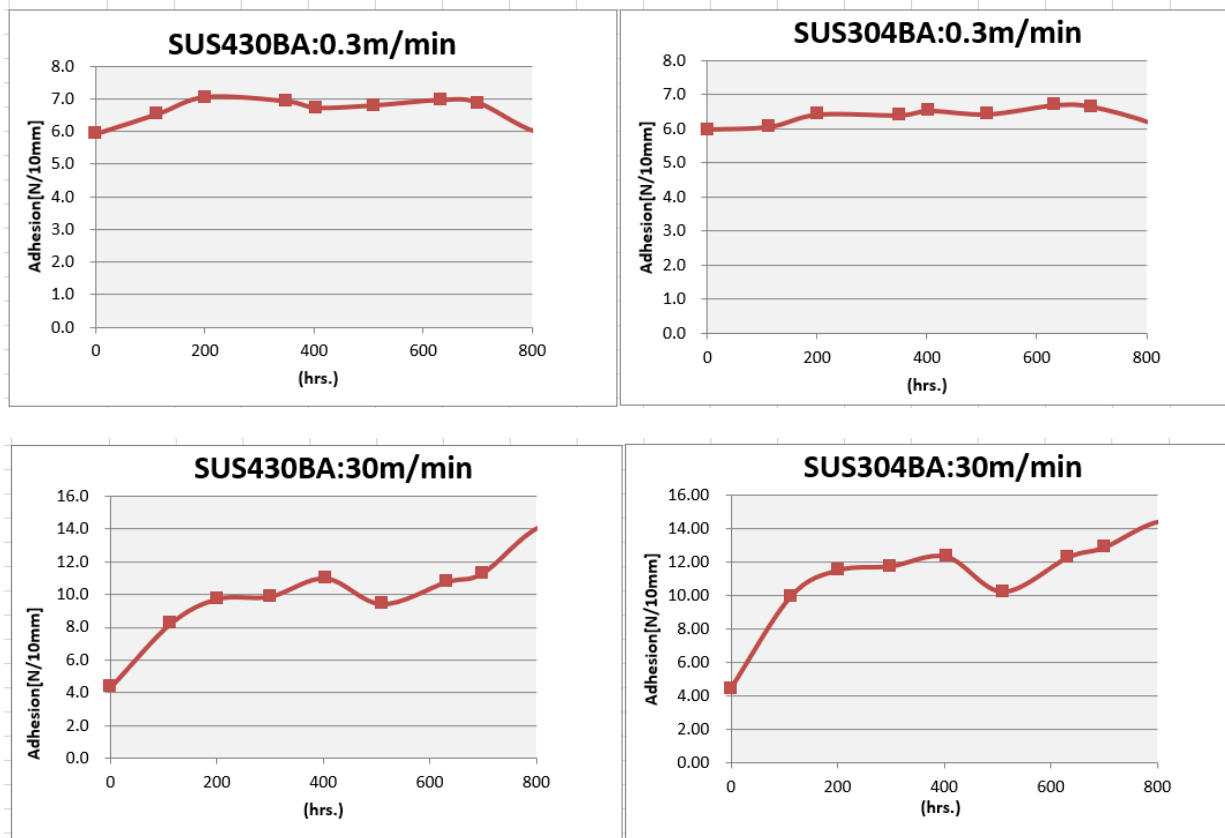 SUS430BA:0.3m/min
8.0
7.0
6.0
5.0
4.0
3.0
2.0
1.0
0.0
Adhesion[N/10mm]
0 200 400 600 800
(hrs.)
SUS304BA:0.3m/min
8.0
7.0
6.0
5.0
4.0
3.0
2.0
1.0
0.0
Adhesion[N/10mm]
0 200 400 600 800
(hrs.)
SUS430BA:30m/min
16.0
14.0
12.0
10.0
8.0
6.0
4.0
2.0
0.0
Adhesion[N/10mm]
0 200 400 600 800
(hrs.)
SUS304BA:30m/min
16.00
14.00
12.00
10.00
8.00
6.00
4.00
2.00
0.00
Adhesion[N/10mm]
0 200 400 600 800
(hrs.)